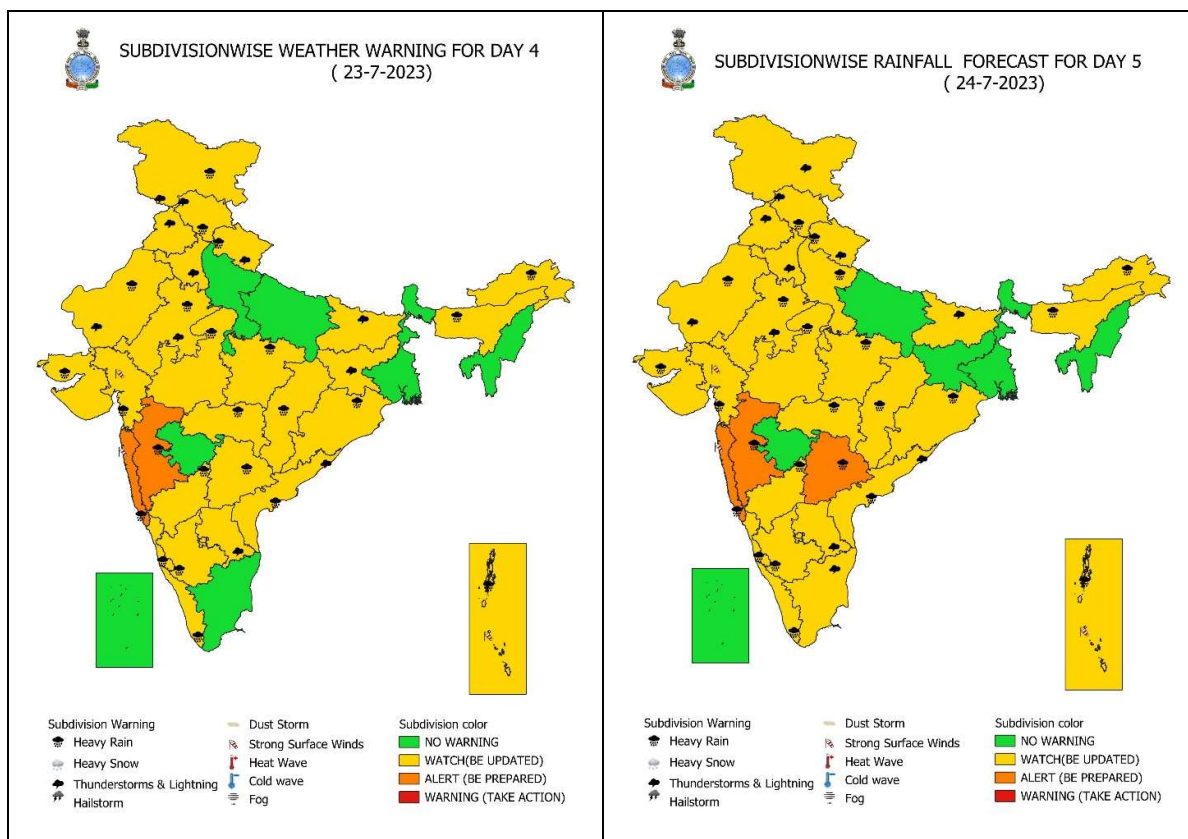 SUBDIVISIONWISE WEATHER WARNING FOR DAY 4
( 23-7-2023)
Subdivision Warning
Heavy Rain
Heavy Snow
Thunderstorms & Lightning
Hailstorm
Dust Storm
Strong Surface Winds
Heat Wave
Cold wave
Fog
Subdivision color
NO WARNING
WATCH(BE UPDATED)
ALERT (BE PREPARED)
WARNING (TAKE ACTION)
SUBDIVISIONWISE RAINFALL FORECAST FOR DAY 5
( 24-7-2023)
Subdivision Warning
Heavy Rain
Heavy Snow
Thunderstorms & Lightning
Hailstorm
Dust Storm
Strong Surface Winds
Heat Wave
Cold wave
Fog
Subdivision color
NO WARNING
WATCH(BE UPDATED)
ALERT (BE PREPARED)
WARNING (TAKE ACTION)